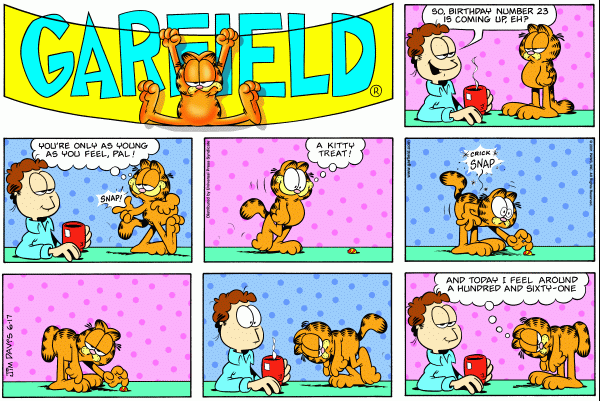 GARFIELD
®
SO, BIRTHDAY NUMBER 23
IS COMING UP, EH?
YOU'RE ONLY AS YOUNG
AS YOU FEEL, PAL!
SNAP!
A KITTY
TREAT!
CRICK
SNAP
JIM DAVIS 6-17
AND TODAY I FEEL AROUND
A HUNDRED AND SIXTY-ONE